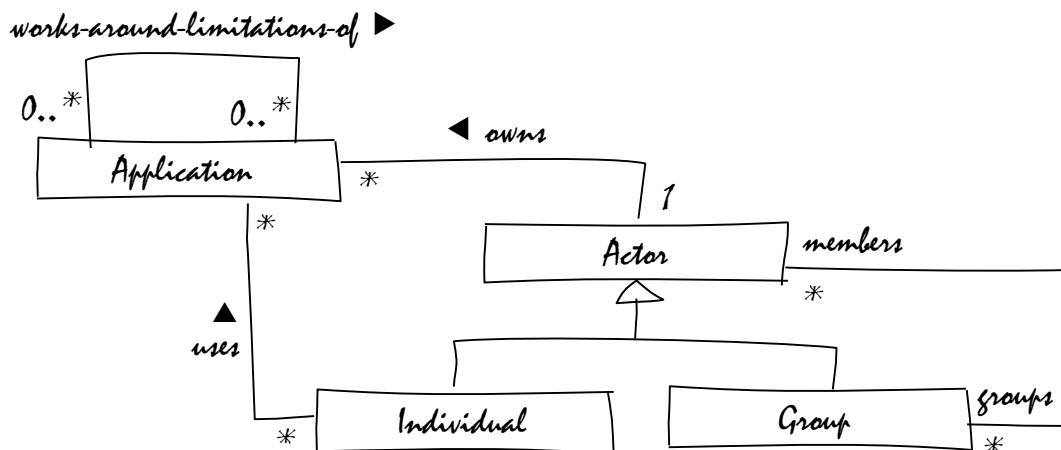 works-around-limitations-of ▶
0..*
0..*
◀ owns
Application
*
1
*
Actor
members
*
▲
uses
groups
Individual
Group
*
*